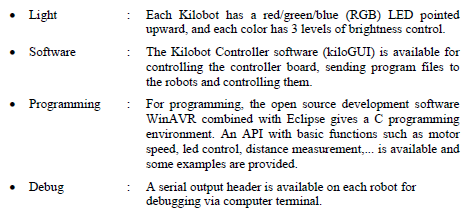 • Light : Each Kilobot has a red/green/blue (RGB) LED pointed
upward, and each color has 3 levels of brightness control.
• Software : The Kilobot Controller software (kiloGUI) is available for
controlling the controller board, sending program files to
the robots and controlling them.
• Programming : For programming, the open source development software
WinAVR combined with Eclipse gives a C programming
environment. An API with basic functions such as motor
speed, led control, distance measurement,... is available and
some examples are provided.
• Debug : A serial output header is available on each robot for
debugging via computer terminal.